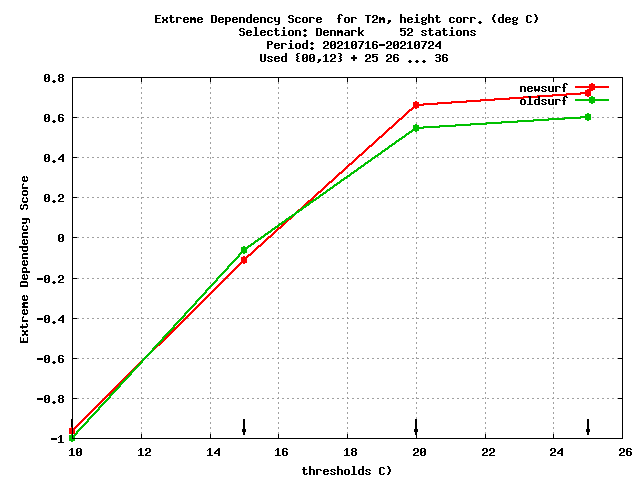 Extreme Dependency Score  for T2m, height corr. (deg C)
Selection: Denmark     52 stations
Period: 20210716-20210724
Used {00,12} + 25 26 ... 36
newsurf
oldsurf
0.8
0.6
0.4
0.2
0
-0.2
-0.4
-0.6
-0.8
-1
Extreme Dependency Score
10 12 14 16 18 20 22 24 26
thresholds C)